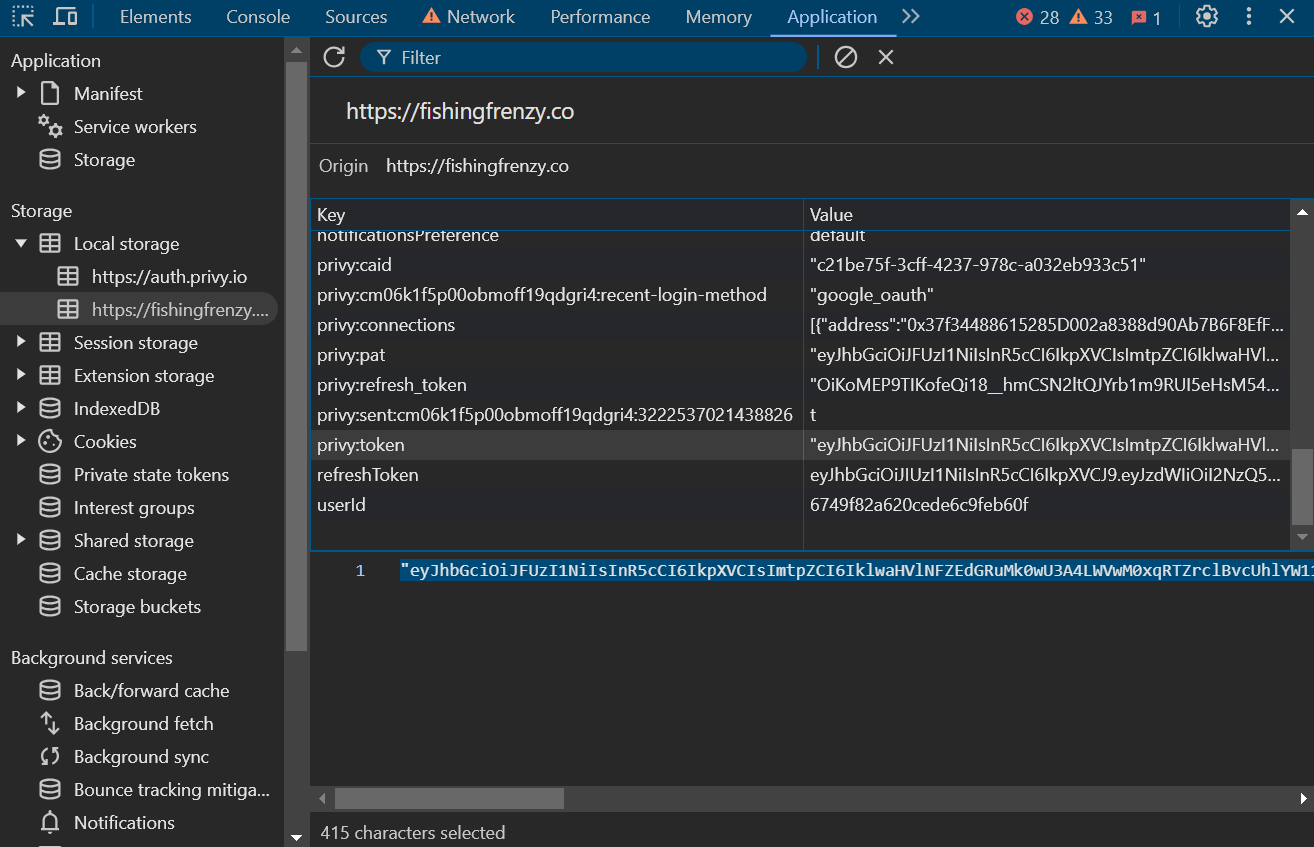 Elements Console Sources Network Performance Memory Application 28 33 1
Application
Manifest
Service workers
Storage
Storage
Local storage
https://auth.privy.io
https://fishingfrenzy....
Session storage
Extension storage
IndexedDB
Cookies
Private state tokens
Interest groups
Shared storage
Cache storage
Storage buckets
Background services
Back/forward cache
Background fetch
Background sync
Bounce tracking mitiga...
Notifications
Filter
https://fishingfrenzy.co
Origin https://fishingfrenzy.co
Key Value
notificationsPreference default
privy:caid "c21be75f-3cff-4237-978c-a032eb933c51"
privy:cm06k1f5p00obmoff19qdgri4:recent-login-method "google_oauth"
privy:connections [{"address":"0x37f34488615285D002a8388d90Ab7B6F8EfF...
privy:pat "eyJhbGciOiJFUzI1NiIsInR5cCI6IkpXVCIsImtpZCI6IklwaHVl...
privy:refresh_token "OiKoMEP9TIKofeQi18__hmCSN2ltQJYrb1m9RUI5eHsM54...
privy:sent:cm06k1f5p00obmoff19qdgri4:3222537021438826 t
privy:token "eyJhbGciOiJFUzI1NiIsInR5cCI6IkpXVCIsImtpZCI6IklwaHVl...
refreshToken eyJhbGciOiJIUzI1NiIsInR5cCI6IkpXVCJ9.eyJzdWIiOiI2NzQ5...
userId 6749f82a620cede6c9feb60f
1 "eyJhbGciOiJFUzI1NiIsInR5cCI6IkpXVCIsImtpZCI6IklwaHVlNFZEdGRuMk0wU3A4LWVwM0xqRTZrclBvcUhlYW11
415 characters selected